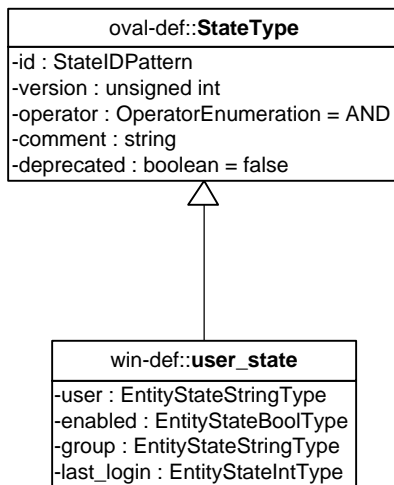 oval-def::StateType
-id : StateIDPattern
-version : unsigned int
-operator : OperatorEnumeration = AND
-comment : string
-deprecated : boolean = false
win-def::user_state
-user : EntityStateStringType
-enabled : EntityStateBoolType
-group : EntityStateStringType
-last_login : EntityStateIntType